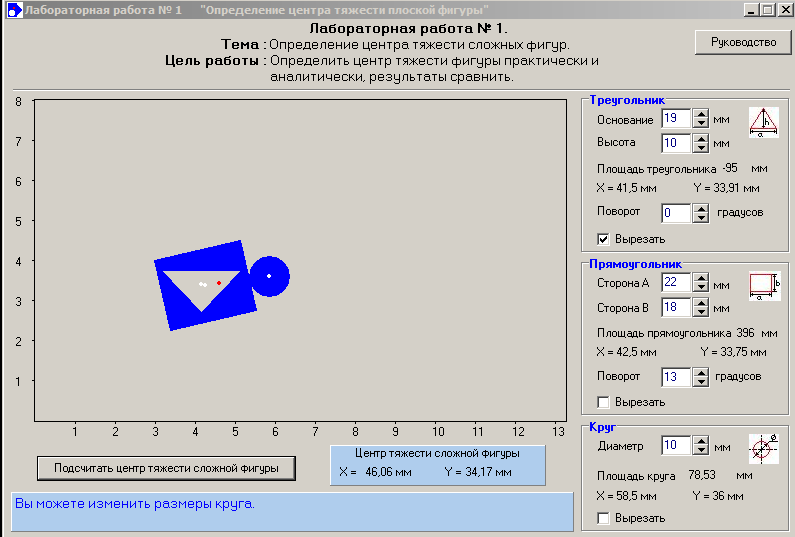 Лабораторная работа № 1 "Определение центра тяжести плоской фигуры"
Лабораторная работа № 1.
Тема : Определение центра тяжести сложных фигур.
Цель работы : Определить центр тяжести фигуры практически и
аналитически, результаты сравнить.
Руководство
8
7
6
5
4
3
2
1
1 2 3 4 5 6 7 8 9 10 11 12 13
Подсчитать центр тяжести сложной фигуры
Центр тяжести сложной фигуры
X = 46,06 мм Y = 34,17 мм
Вы можете изменить размеры круга.
Треугольник
Основание 19 мм
Высота 10 мм
h
a
Площадь треугольника -95 мм
X = 41,5 мм Y = 33,91 мм
Поворот 0 градусов
Вырезать
Прямоугольник
Сторона А 22 мм
Сторона В 18 мм
b
a
Площадь прямоугольника 396 мм
X = 42,5 мм Y = 33,75 мм
Поворот 13 градусов
Вырезать
Круг
Диаметр 10 мм
ø
Площадь круга 78,53 мм
X = 58,5 мм Y = 36 мм
Вырезать